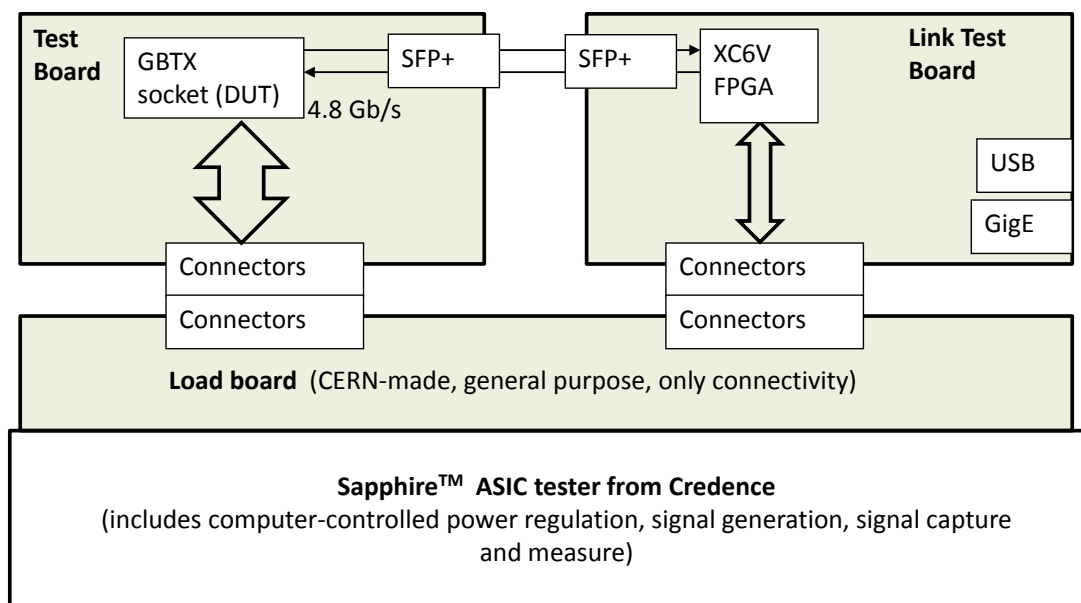 Test
Board
GBTX
socket (DUT)
4.8 Gb/s
SFP+
SFP+
XC6V
FPGA
Link Test
Board
USB
GigE
Connectors
Connectors
Connectors
Connectors
Load board (CERN-made, general purpose, only connectivity)
Sapphire™ ASIC tester from Credence
(includes computer-controlled power regulation, signal generation, signal capture
and measure)